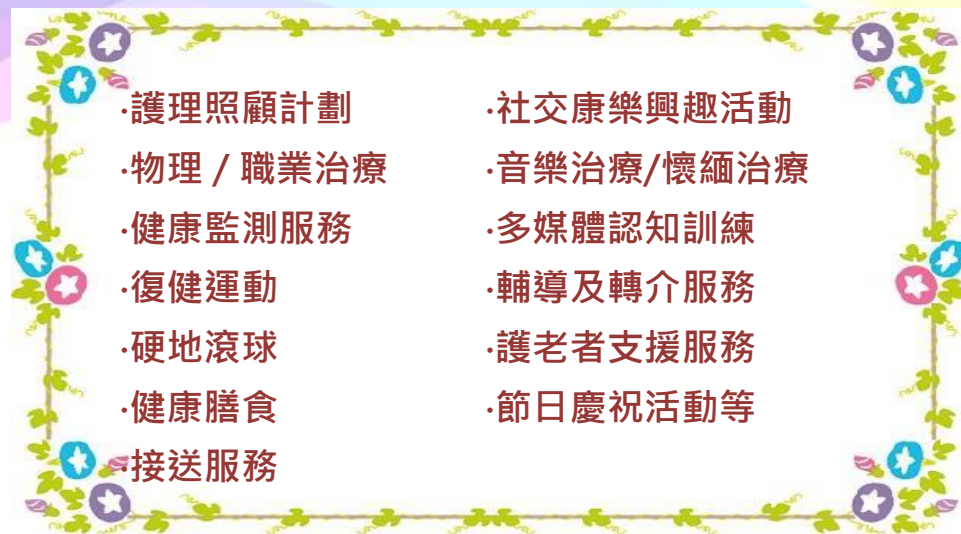 ·護理照顧計劃
·物理 / 職業治療
·健康監測服務
·復健運動
·硬地滾球
·健康膳食
·接送服務
·社交康樂興趣活動
·音樂治療/懷緬治療
·多媒體認知訓練
·輔導及轉介服務
·護老者支援服務
·節日慶祝活動等